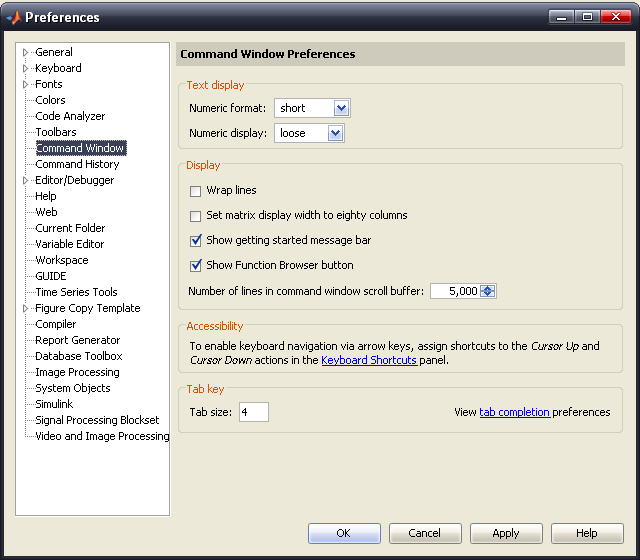 Preferences
General
Keyboard
Fonts
Colors
Code Analyzer
Toolbars
Command Window
Command History
Editor/Debugger
Help
Web
Current Folder
Variable Editor
Workspace
GUIDE
Time Series Tools
Figure Copy Template
Compiler
Report Generator
Database Toolbox
Image Processing
System Objects
Simulink
Signal Processing Blockset
Video and Image Processing
Command Window Preferences
Text display
Numeric format: short
Numeric display: loose
Display
Wrap lines
Set matrix display width to eighty columns
Show getting started message bar
Show Function Browser button
Number of lines in command window scroll buffer: 5,000
Accessibility
To enable keyboard navigation via arrow keys, assign shortcuts to the Cursor Up and
Cursor Down actions in the Keyboard Shortcuts panel.
Tab key
Tab size: 4 View tab completion preferences
OK Cancel Apply Help